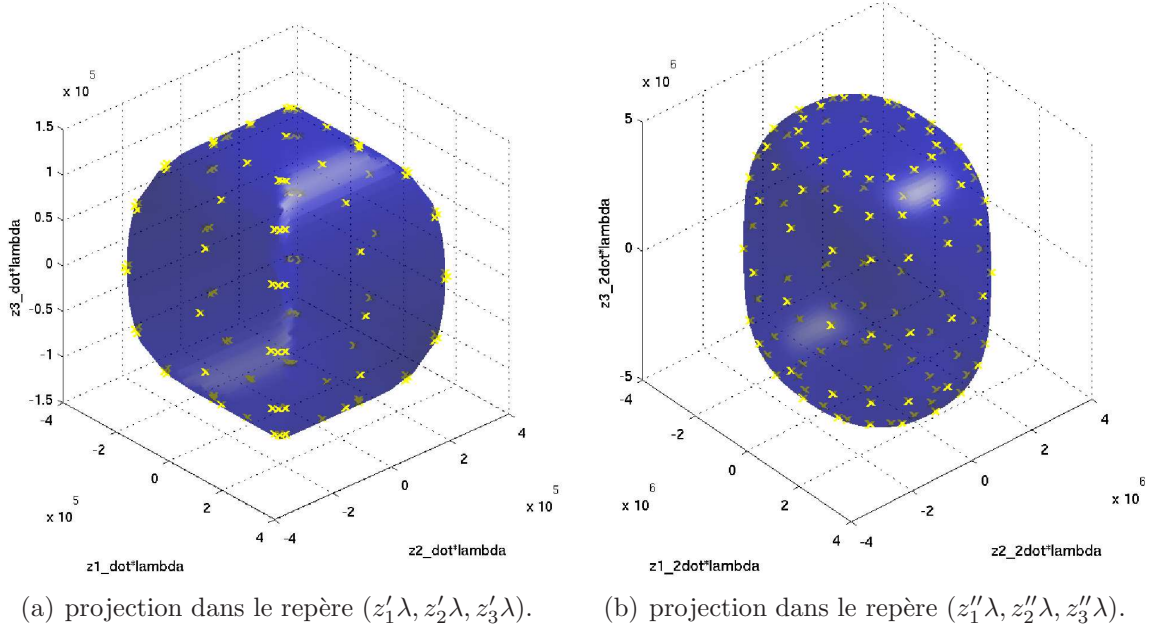 x 10 5
1.5
1
0.5
0
-0.5
-1
-1.5
z3_dot*lambda
-4
-2
0
2
4
x 10 5
z1_dot*lambda
-4
-2
0
2
4
x 10 5
z2_dot*lambda
(a) projection dans le repère (z′₁λ, z′₂λ, z′₃λ).
x 10 6
5
0
-5
z3_2dot*lambda
-4
-2
0
2
4
x 10 6
z1_2dot*lambda
-4
-2
0
2
4
x 10 6
z2_2dot*lambda
(b) projection dans le repère (z″₁λ, z″₂λ, z″₃λ).